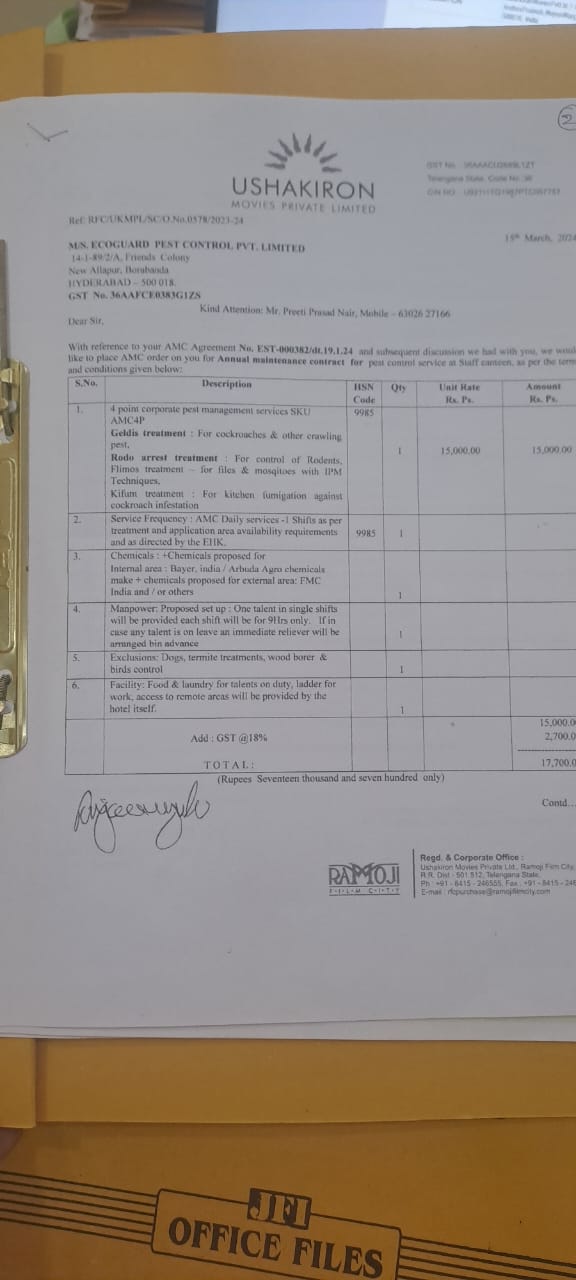 2
USHAKIRON
MOVIES PRIVATE LIMITED
GST No. 36AAACU2690L1ZT
Telangana State, Code No. 36
Ref: RFC/UKMPL/SC/O.No.0578/2023-24
15th March, 2024
M/S. ECOGUARD PEST CONTROL PVT. LIMITED
14-1-89/2/A, Friends Colony
New Allapur, Borabanda
HYDERABAD – 500 018.
GST No. 36AAFCE0383G1ZS
Kind Attention: Mr. Preeti Prasad Nair, Mobile – 63026 27166
Dear Sir,
With reference to your AMC Agreement No. EST-000382/dt.19.1.24 and subsequent discussion we had with you, we woul
like to place AMC order on you for Annual maintenance contract for pest control service at Staff canteen, as per the term
and conditions given below:
S.No. Description HSN Code Qty Unit Rate Rs. Ps. Amount Rs. Ps.
1. 4 point corporate pest management services SKU 9985
AMC4P
Geldis treatment : For cockroaches & other crawling
pest,
Rodo arrest treatment : For control of Rodents, 1 15,000.00 15,000.00
Flimos treatment – for files & mosqitoes with IPM
Techniques,
Kifum treatment : For kitchen fumigation against
cockroach infestation
2. Service Frequency : AMC Daily services -1 Shifts as per
treatment and application area availability requirements 9985 1
and as directed by the EHK.
3. Chemicals : +Chemicals proposed for
Internal area : Bayer, india / Arbuda Agro chemicals
make + chemicals proposed for external area: FMC
India and / or others 1
4. Manpower: Proposed set up : One talent in single shifts
will be provided each shift will be for 9Hrs only. If in
case any talent is on leave an immediate reliever will be 1
arranged bin advance
5. Exclusions: Dogs, termite treatments, wood borer &
birds control 1
6. Facility: Food & laundry for talents on duty, ladder for
work, access to remote areas will be provided by the
hotel itself. 1
15,000.0
Add : GST @18% 2,700.0
TOTAL: 17,700.0
(Rupees Seventeen thousand and seven hundred only)
Contd...
RAMOJI
FILM CITY
Regd. & Corporate Office :
Ushakiron Movies Private Ltd., Ramoji Film City,
R.R. Dist - 501 512, Telangana State.
Ph : +91 - 8415 - 246555, Fax : +91 - 8415 - 246
E-mail : rfcpurchase@ramojifilmcity.com
JFI
OFFICE FILES